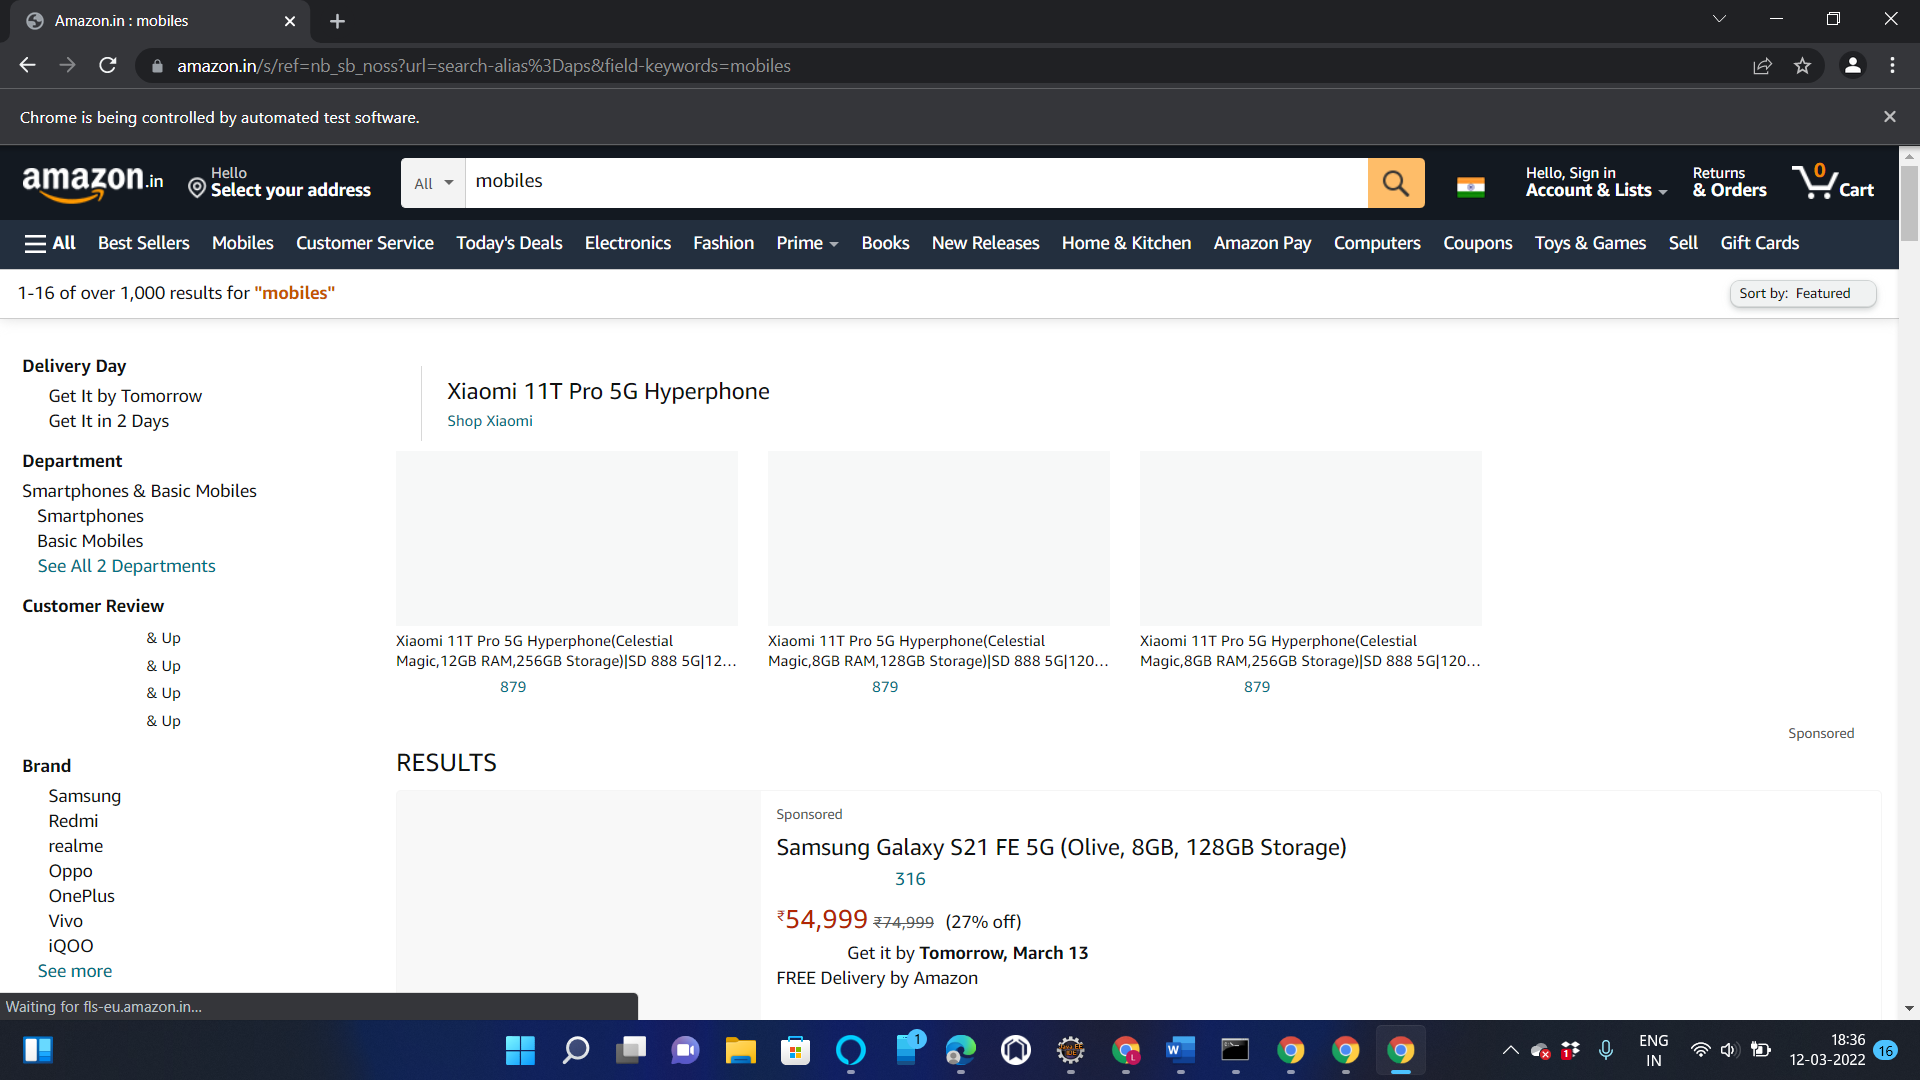 Amazon.in : mobiles
amazon.in/s/ref=nb_sb_noss?url=search-alias%3Daps&field-keywords=mobiles
Chrome is being controlled by automated test software.
amazon.in
Hello
Select your address
All
mobiles
Hello, Sign in
Account & Lists
Returns
& Orders
0
Cart
All Best Sellers Mobiles Customer Service Today's Deals Electronics Fashion Prime Books New Releases Home & Kitchen Amazon Pay Computers Coupons Toys & Games Sell Gift Cards
1-16 of over 1,000 results for "mobiles"
Sort by: Featured
Delivery Day
Get It by Tomorrow
Get It in 2 Days
Department
Smartphones & Basic Mobiles
Smartphones
Basic Mobiles
See All 2 Departments
Customer Review
& Up
& Up
& Up
& Up
Brand
Samsung
Redmi
realme
Oppo
OnePlus
Vivo
iQOO
See more
Xiaomi 11T Pro 5G Hyperphone
Shop Xiaomi
Xiaomi 11T Pro 5G Hyperphone(Celestial
Magic,12GB RAM,256GB Storage)|SD 888 5G|12...
879
Xiaomi 11T Pro 5G Hyperphone(Celestial
Magic,8GB RAM,128GB Storage)|SD 888 5G|120...
879
Xiaomi 11T Pro 5G Hyperphone(Celestial
Magic,8GB RAM,256GB Storage)|SD 888 5G|120...
879
Sponsored
RESULTS
Sponsored
Samsung Galaxy S21 FE 5G (Olive, 8GB, 128GB Storage)
316
₹54,999 ₹74,999 (27% off)
Get it by Tomorrow, March 13
FREE Delivery by Amazon
Waiting for fls-eu.amazon.in...
1
L
W
1
ENG
IN
18:36
12-03-2022
16